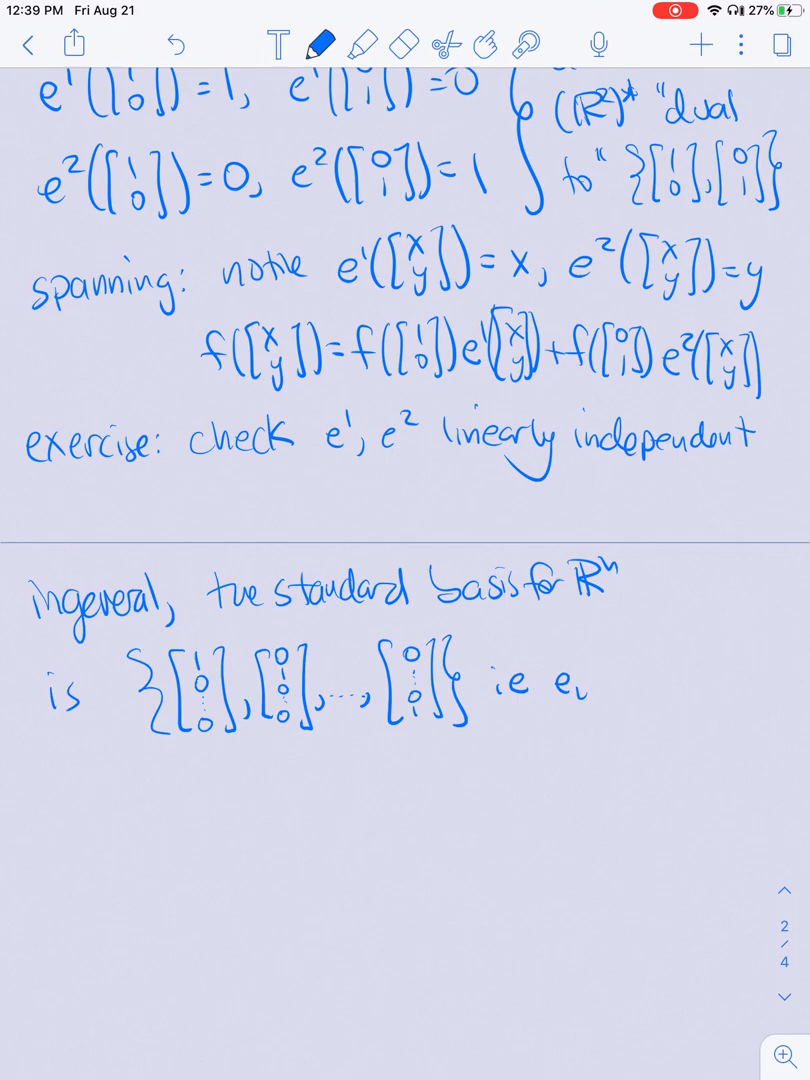 12:39 PM Fri Aug 21 27%
T
e¹([1 0]) = 1, e¹([0 1]) = 0
(ℝ²)* "dual
e²([1 0]) = 0, e²([0 1]) = 1 } to" {[1 0], [0 1]}
spanning: notice e¹([x y]) = x, e²([x y]) = y
f([x y]) = f([1 0]) e¹([x y]) + f([0 1]) e²([x y])
exercise: check e¹, e² linearly independent
In general, the standard basis for ℝⁿ
is {[1 0 ⋮ 0], [0 1 0 ⋮ 0], ...., [0 ⋮ 0 1]} ie eᵢ
2
/
4